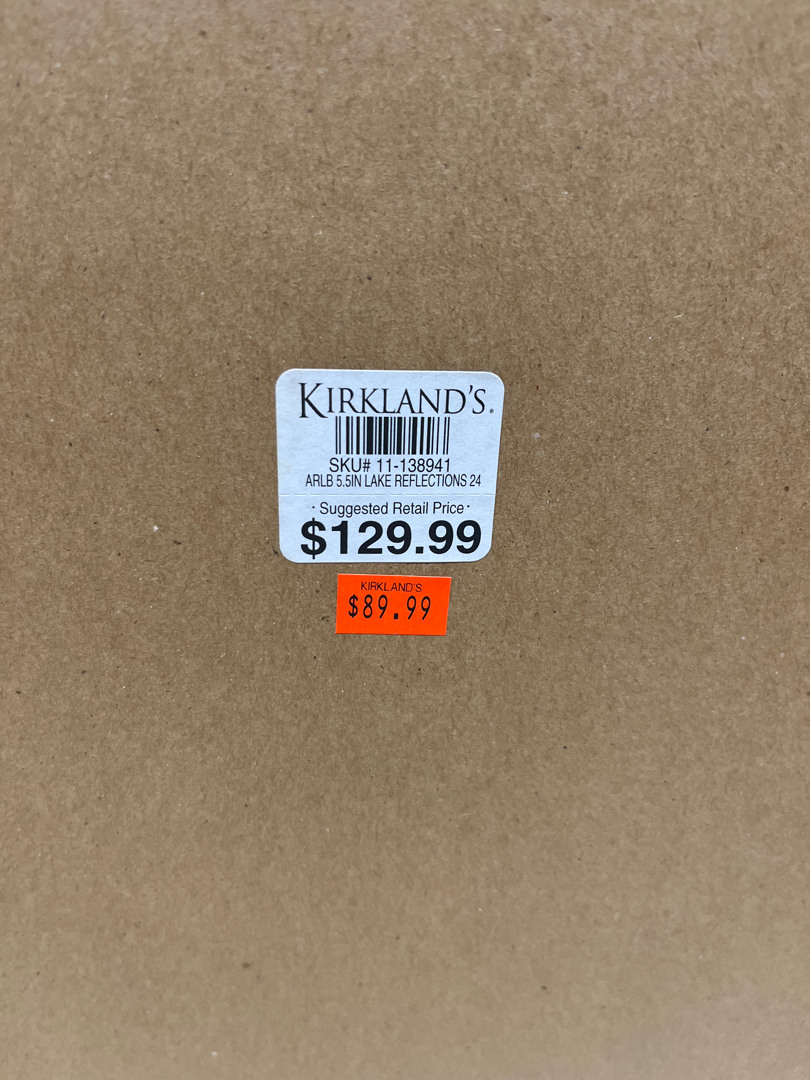 KIRKLAND'S.
SKU# 11-138941
ARLB 5.5IN LAKE REFLECTIONS 24
· Suggested Retail Price ·
$129.99
KIRKLAND'S
$89.99